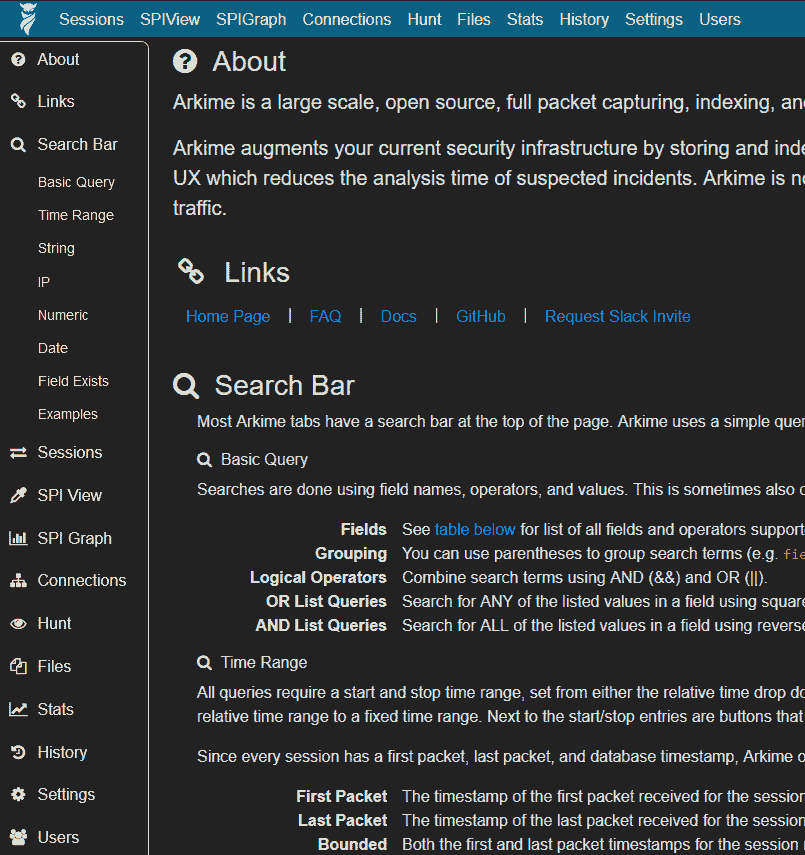 Sessions SPIView SPIGraph Connections Hunt Files Stats History Settings Users
About
Links
Search Bar
Basic Query
Time Range
String
IP
Numeric
Date
Field Exists
Examples
Sessions
SPI View
SPI Graph
Connections
Hunt
Files
Stats
History
Settings
Users
About
Arkime is a large scale, open source, full packet capturing, indexing, and
Arkime augments your current security infrastructure by storing and inde
UX which reduces the analysis time of suspected incidents. Arkime is no
traffic.
Links
Home Page | FAQ | Docs | GitHub | Request Slack Invite
Search Bar
Most Arkime tabs have a search bar at the top of the page. Arkime uses a simple quer
Basic Query
Searches are done using field names, operators, and values. This is sometimes also c
Fields See table below for list of all fields and operators support
Grouping You can use parentheses to group search terms (e.g. fie
Logical Operators Combine search terms using AND (&&) and OR (||).
OR List Queries Search for ANY of the listed values in a field using square
AND List Queries Search for ALL of the listed values in a field using reverse
Time Range
All queries require a start and stop time range, set from either the relative time drop do
relative time range to a fixed time range. Next to the start/stop entries are buttons that
Since every session has a first packet, last packet, and database timestamp, Arkime o
First Packet The timestamp of the first packet received for the session
Last Packet The timestamp of the last packet received for the session
Bounded Both the first and last packet timestamps for the session